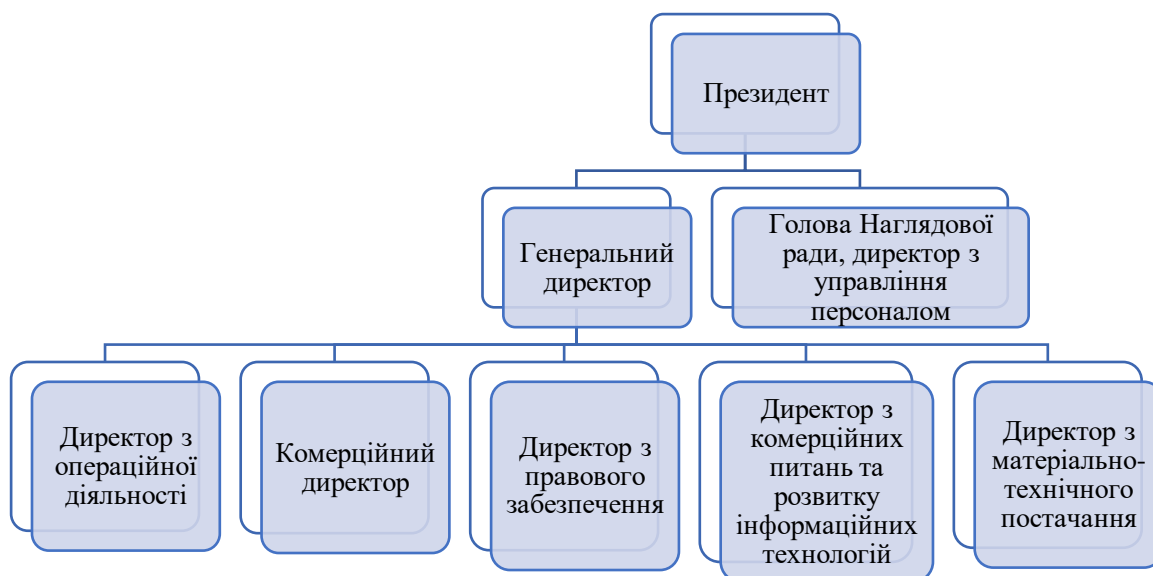 Президент
Генеральний
директор
Голова Наглядової
ради, директор з
управління
персоналом
Директор з
операційної
діяльності
Комерційний
директор
Директор з
правового
забезпечення
Директор з
комерційних
питань та
розвитку
інформаційних
технологій
Директор з
матеріально-
технічного
постачання